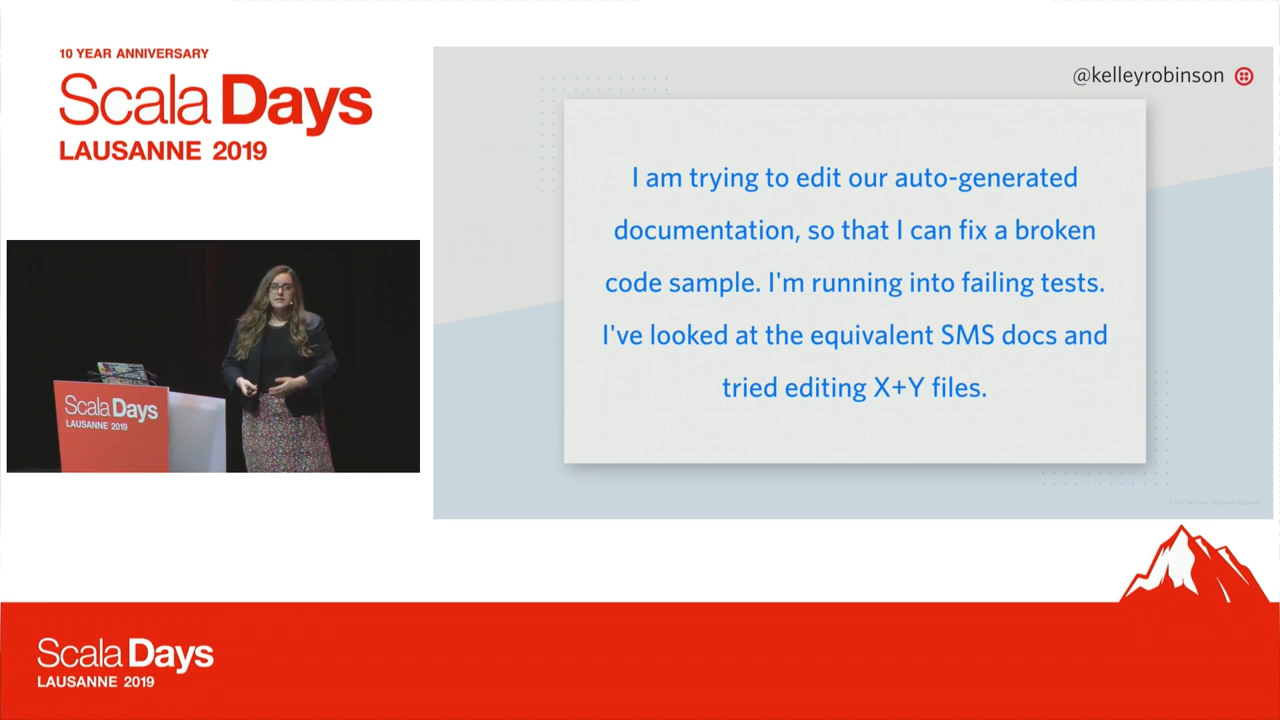 10 YEAR ANNIVERSARY
Scala Days
LAUSANNE 2019
@kelleyrobinson
I am trying to edit our auto-generated
documentation, so that I can fix a broken
code sample. I'm running into failing tests.
I've looked at the equivalent SMS docs and
tried editing X+Y files.
Scala Days
LAUSANNE 2019
Scala Days
LAUSANNE 2019